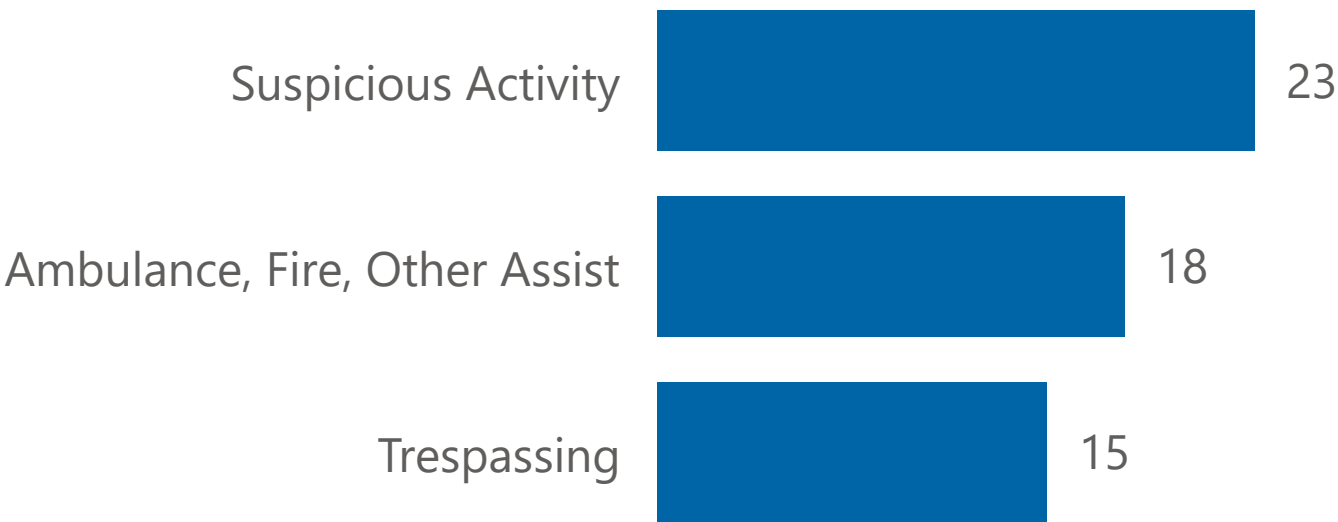 Suspicious Activity 23
Ambulance, Fire, Other Assist 18
Trespassing 15